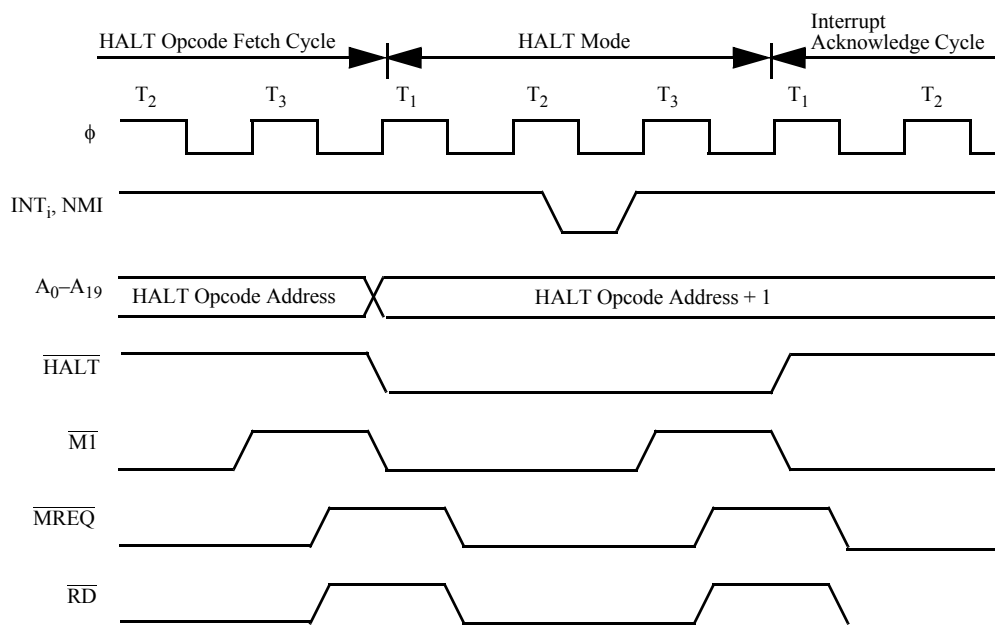 HALT Opcode Fetch Cycle
HALT Mode
Interrupt
Acknowledge Cycle
T2 T3 T1 T2 T3 T1 T2
ϕ
INTi, NMI
A0–A19
HALT Opcode Address
HALT Opcode Address + 1
HALT
M1
MREQ
RD